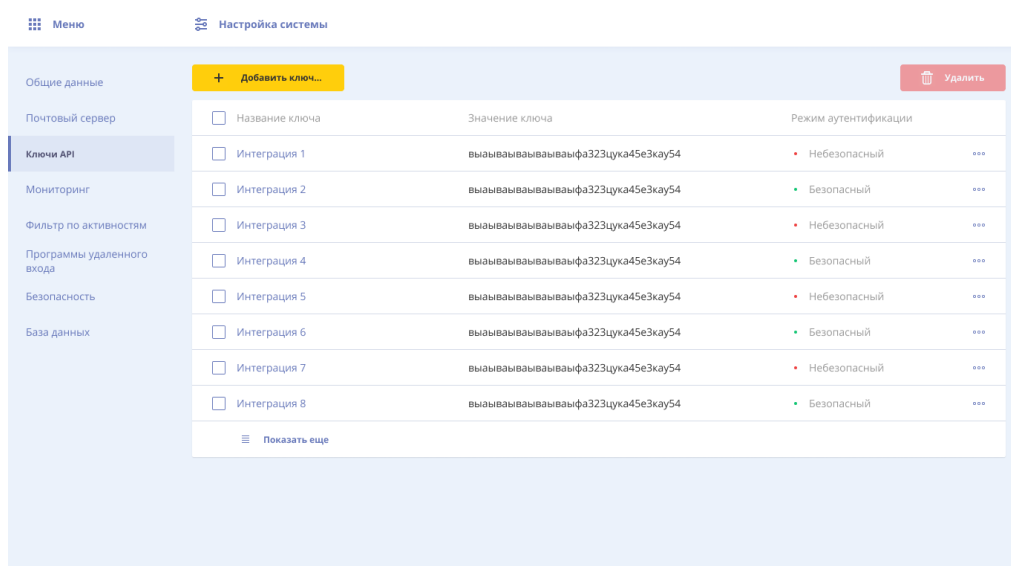 Меню
Настройка системы
Общие данные
Почтовый сервер
Ключи API
Мониторинг
Фильтр по активностям
Программы удаленного
входа
Безопасность
База данных
Добавить ключ...
Удалить
Название ключа Значение ключа Режим аутентификации
Интеграция 1 выаываываываываыфа323цука45е3кау54 Небезопасный
Интеграция 2 выаываываываываыфа323цука45е3кау54 Безопасный
Интеграция 3 выаываываываываыфа323цука45е3кау54 Небезопасный
Интеграция 4 выаываываываываыфа323цука45е3кау54 Безопасный
Интеграция 5 выаываываываываыфа323цука45е3кау54 Небезопасный
Интеграция 6 выаываываываываыфа323цука45е3кау54 Безопасный
Интеграция 7 выаываываываываыфа323цука45е3кау54 Небезопасный
Интеграция 8 выаываываываываыфа323цука45е3кау54 Безопасный
Показать еще